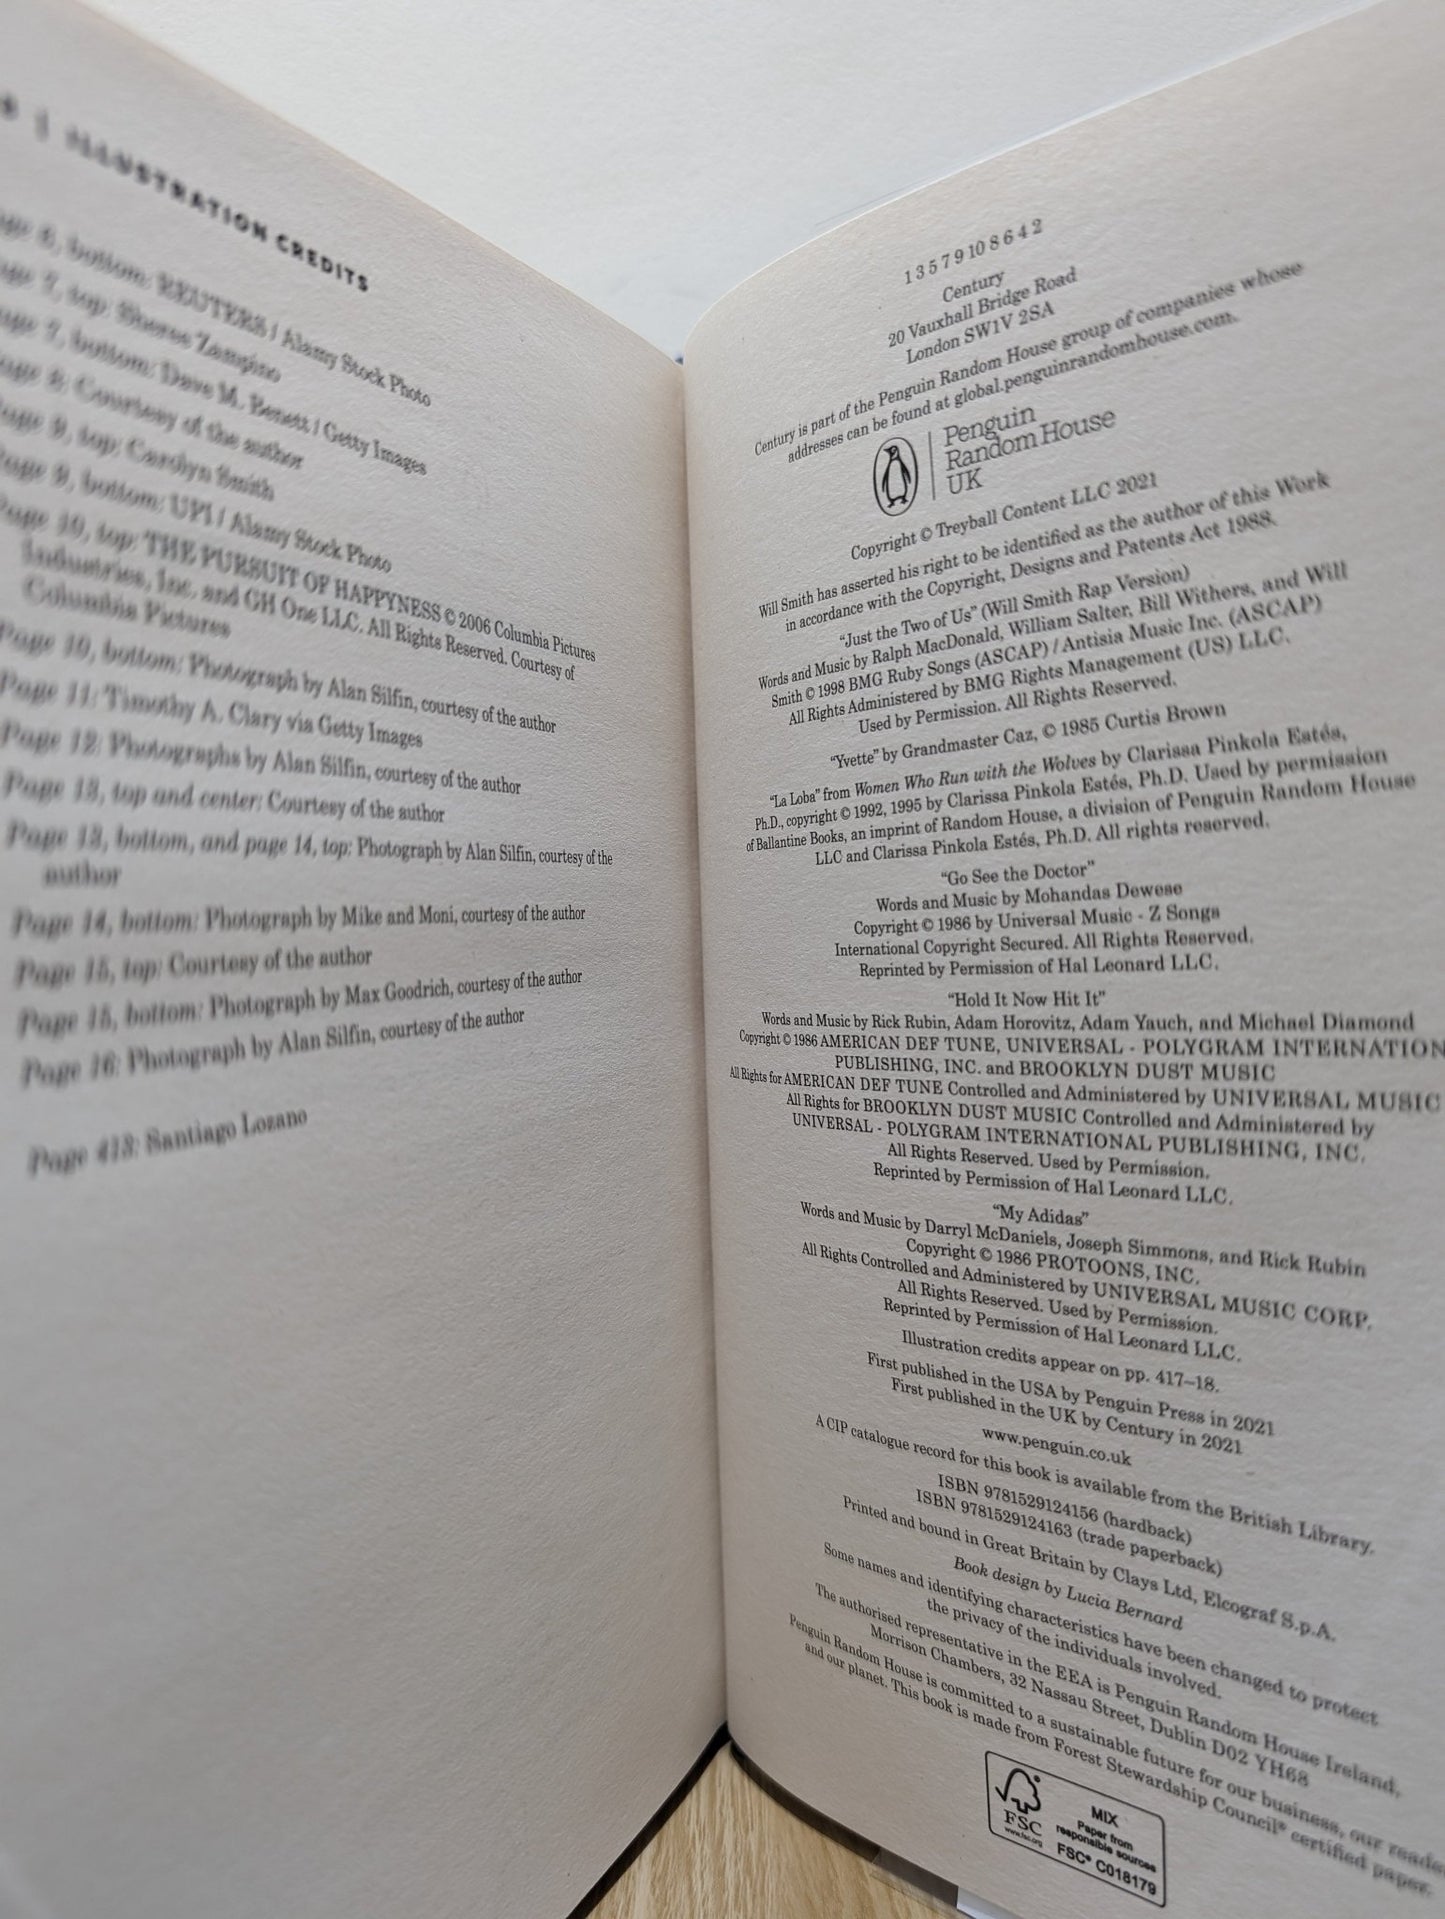 | ILLUSTRATION CREDITS
Page 6, bottom: REUTERS / Alamy Stock Photo
Page 7, top: Sheree Zampino
Page 7, bottom: Dave M. Benett / Getty Images
Page 8: Courtesy of the author
Page 9, top: Carolyn Smith
Page 9, bottom: UPI / Alamy Stock Photo
Page 10, top: THE PURSUIT OF HAPPYNESS © 2006 Columbia Pictures
Industries, Inc. and GH One LLC. All Rights Reserved. Courtesy of
Columbia Pictures
Page 10, bottom: Photograph by Alan Silfin, courtesy of the author
Page 11: Timothy A. Clary via Getty Images
Page 12: Photographs by Alan Silfin, courtesy of the author
Page 13, top and center: Courtesy of the author
Page 13, bottom, and page 14, top: Photograph by Alan Silfin, courtesy of the
author
Page 14, bottom: Photograph by Mike and Moni, courtesy of the author
Page 15, top: Courtesy of the author
Page 15, bottom: Photograph by Max Goodrich, courtesy of the author
Page 16: Photograph by Alan Silfin, courtesy of the author
Page 413: Santiago Lozano
1 3 5 7 9 10 8 6 4 2
Century
20 Vauxhall Bridge Road
London SW1V 2SA
Century is part of the Penguin Random House group of companies whose
addresses can be found at global.penguinrandomhouse.com.
Penguin
Random House
UK
Copyright © Treyball Content LLC 2021
Will Smith has asserted his right to be identified as the author of this Work
in accordance with the Copyright, Designs and Patents Act 1988.
“Just the Two of Us” (Will Smith Rap Version)
Words and Music by Ralph MacDonald, William Salter, Bill Withers, and Will
Smith © 1998 BMG Ruby Songs (ASCAP) / Antisia Music Inc. (ASCAP)
All Rights Administered by BMG Rights Management (US) LLC.
Used by Permission. All Rights Reserved.
“Yvette” by Grandmaster Caz, © 1985 Curtis Brown
“La Loba” from Women Who Run with the Wolves by Clarissa Pinkola Estés,
Ph.D., copyright © 1992, 1995 by Clarissa Pinkola Estés, Ph.D. Used by permission
of Ballantine Books, an imprint of Random House, a division of Penguin Random House
LLC and Clarissa Pinkola Estés, Ph.D. All rights reserved.
“Go See the Doctor”
Words and Music by Mohandas Dewese
Copyright © 1986 by Universal Music - Z Songs
International Copyright Secured. All Rights Reserved.
Reprinted by Permission of Hal Leonard LLC.
“Hold It Now Hit It”
Words and Music by Rick Rubin, Adam Horovitz, Adam Yauch, and Michael Diamond
Copyright © 1986 AMERICAN DEF TUNE, UNIVERSAL - POLYGRAM INTERNATION
PUBLISHING, INC. and BROOKLYN DUST MUSIC
All Rights for AMERICAN DEF TUNE Controlled and Administered by UNIVERSAL MUSIC
All Rights for BROOKLYN DUST MUSIC Controlled and Administered by
UNIVERSAL - POLYGRAM INTERNATIONAL PUBLISHING, INC.
All Rights Reserved. Used by Permission.
Reprinted by Permission of Hal Leonard LLC.
“My Adidas”
Words and Music by Darryl McDaniels, Joseph Simmons, and Rick Rubin
Copyright © 1986 PROTOONS, INC.
All Rights Controlled and Administered by UNIVERSAL MUSIC CORP.
All Rights Reserved. Used by Permission.
Reprinted by Permission of Hal Leonard LLC.
Illustration credits appear on pp. 417–18.
First published in the USA by Penguin Press in 2021
First published in the UK by Century in 2021
www.penguin.co.uk
A CIP catalogue record for this book is available from the British Library.
ISBN 9781529124156 (hardback)
ISBN 9781529124163 (trade paperback)
Printed and bound in Great Britain by Clays Ltd, Elcograf S.p.A.
Book design by Lucia Bernard
Some names and identifying characteristics have been changed to protect
the privacy of the individuals involved.
The authorised representative in the EEA is Penguin Random House Ireland,
Morrison Chambers, 32 Nassau Street, Dublin D02 YH68
Penguin Random House is committed to a sustainable future for our business, our reade
and our planet. This book is made from Forest Stewardship Council® certified paper.
FSC
www.fsc.org
MIX
Paper from
responsible sources
FSC® C018179